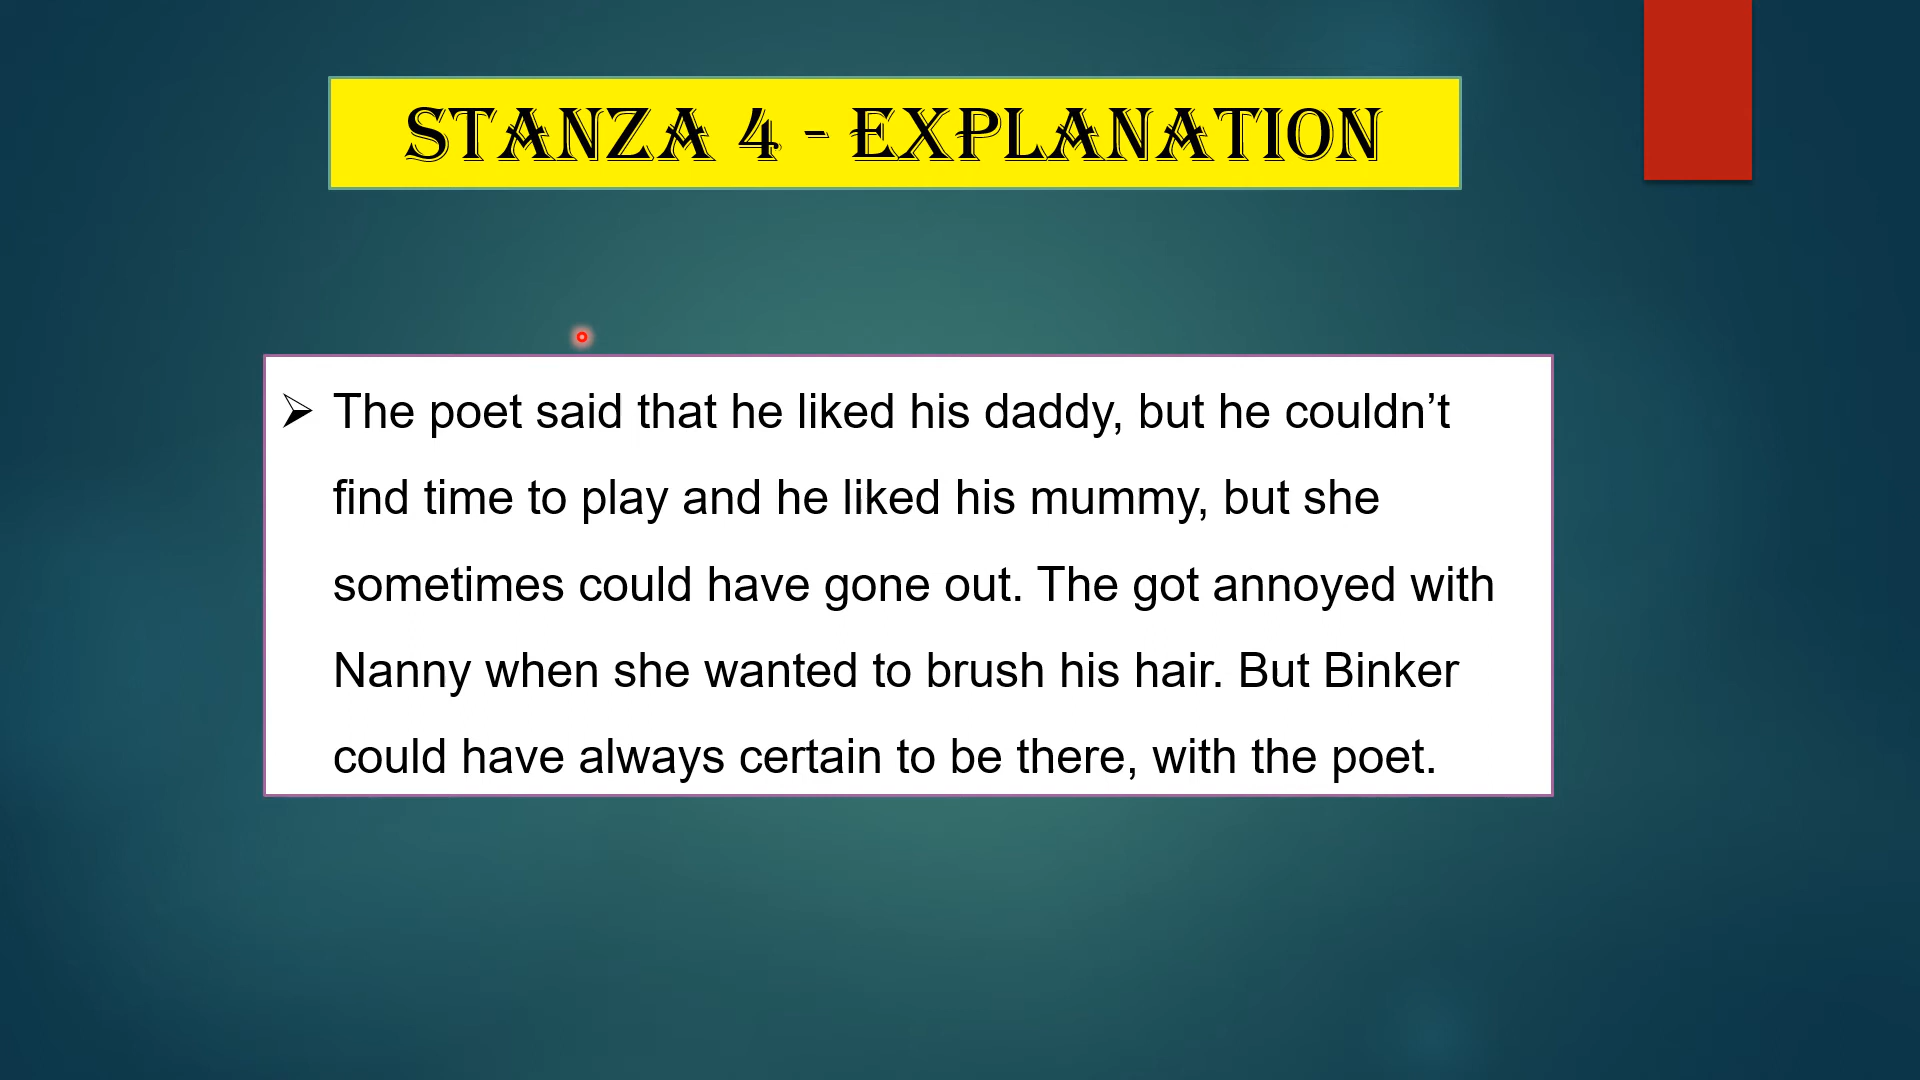 STANZA 4 - EXPLANATION
➢ The poet said that he liked his daddy, but he couldn’t
find time to play and he liked his mummy, but she
sometimes could have gone out. The got annoyed with
Nanny when she wanted to brush his hair. But Binker
could have always certain to be there, with the poet.